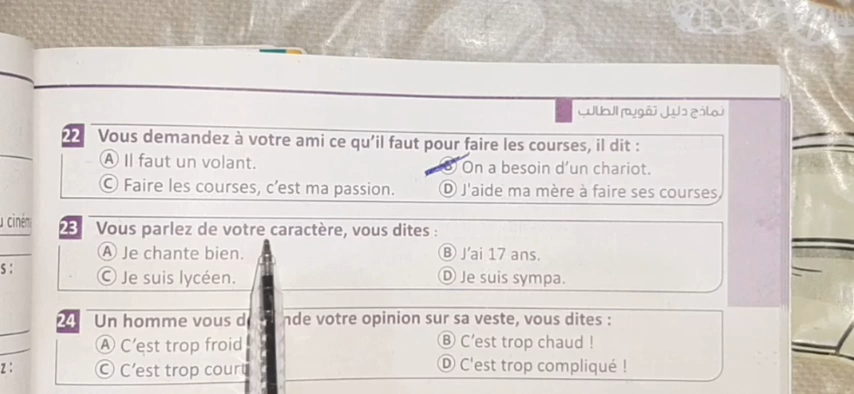 نماذج دليل تقويم الطالب
22 Vous demandez à votre ami ce qu'il faut pour faire les courses, il dit :
Ⓐ Il faut un volant.
Ⓑ On a besoin d'un chariot.
Ⓒ Faire les courses, c'est ma passion.
Ⓓ J'aide ma mère à faire ses courses.
23 Vous parlez de votre caractère, vous dites :
Ⓐ Je chante bien.
Ⓑ J'ai 17 ans.
Ⓒ Je suis lycéen.
Ⓓ Je suis sympa.
24 Un homme vous votre opinion sur sa veste, vous dites :
Ⓐ C'est trop froid
Ⓑ C'est trop chaud !
Ⓒ C'est trop court
Ⓓ C'est trop compliqué !